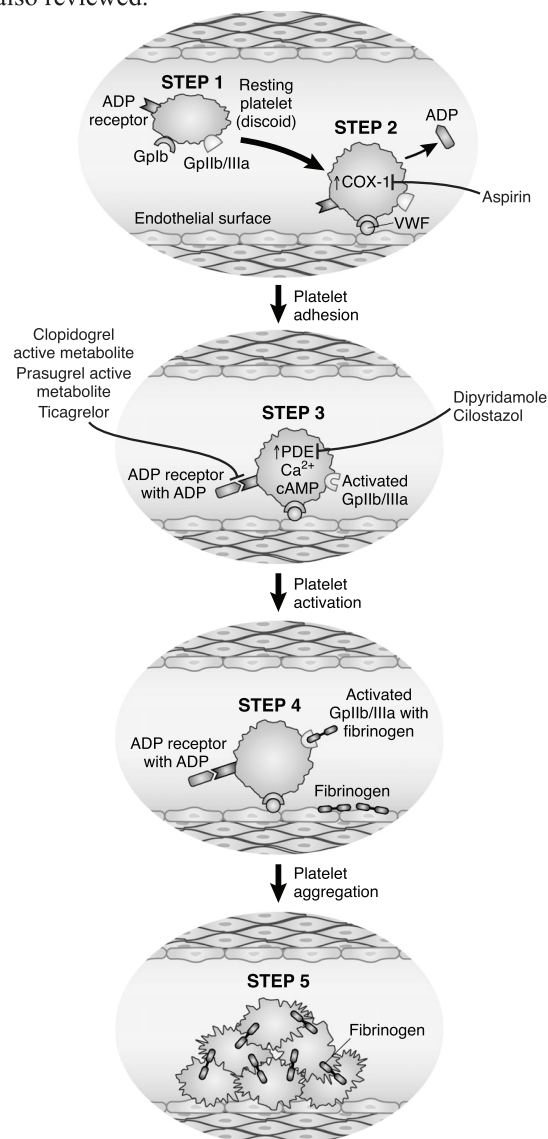 also reviewed.
STEP 1
ADP
receptor
Resting
platelet
(discoid)
GpIb
GpIIb/IIIa
STEP 2
ADP
↑COX-1
Aspirin
VWF
Endothelial surface
Platelet
adhesion
Clopidogrel
active metabolite
Prasugrel active
metabolite
Ticagrelor
Dipyridamole
Cilostazol
STEP 3
↑PDE
Ca2+
cAMP
ADP receptor
with ADP
Activated
GpIIb/IIIa
Platelet
activation
STEP 4
Activated
GpIIb/IIIa with
fibrinogen
ADP receptor
with ADP
Fibrinogen
Platelet
aggregation
STEP 5
Fibrinogen